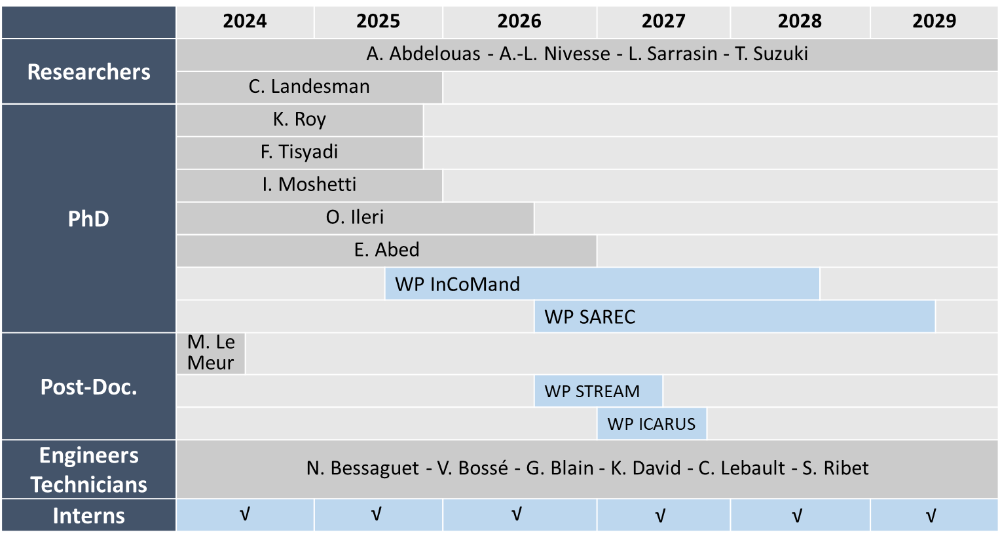 2024 2025 2026 2027 2028 2029
Researchers
A. Abdelouas - A.-L. Nivesse - L. Sarrasin - T. Suzuki
C. Landesman
PhD
K. Roy
F. Tisyadi
I. Moshetti
O. Ileri
E. Abed
WP InCoMand
WP SAREC
Post-Doc.
M. Le
Meur
WP STREAM
WP ICARUS
Engineers
Technicians
N. Bessaguet - V. Bossé - G. Blain - K. David - C. Lebault - S. Ribet
Interns
√ √ √ √ √ √